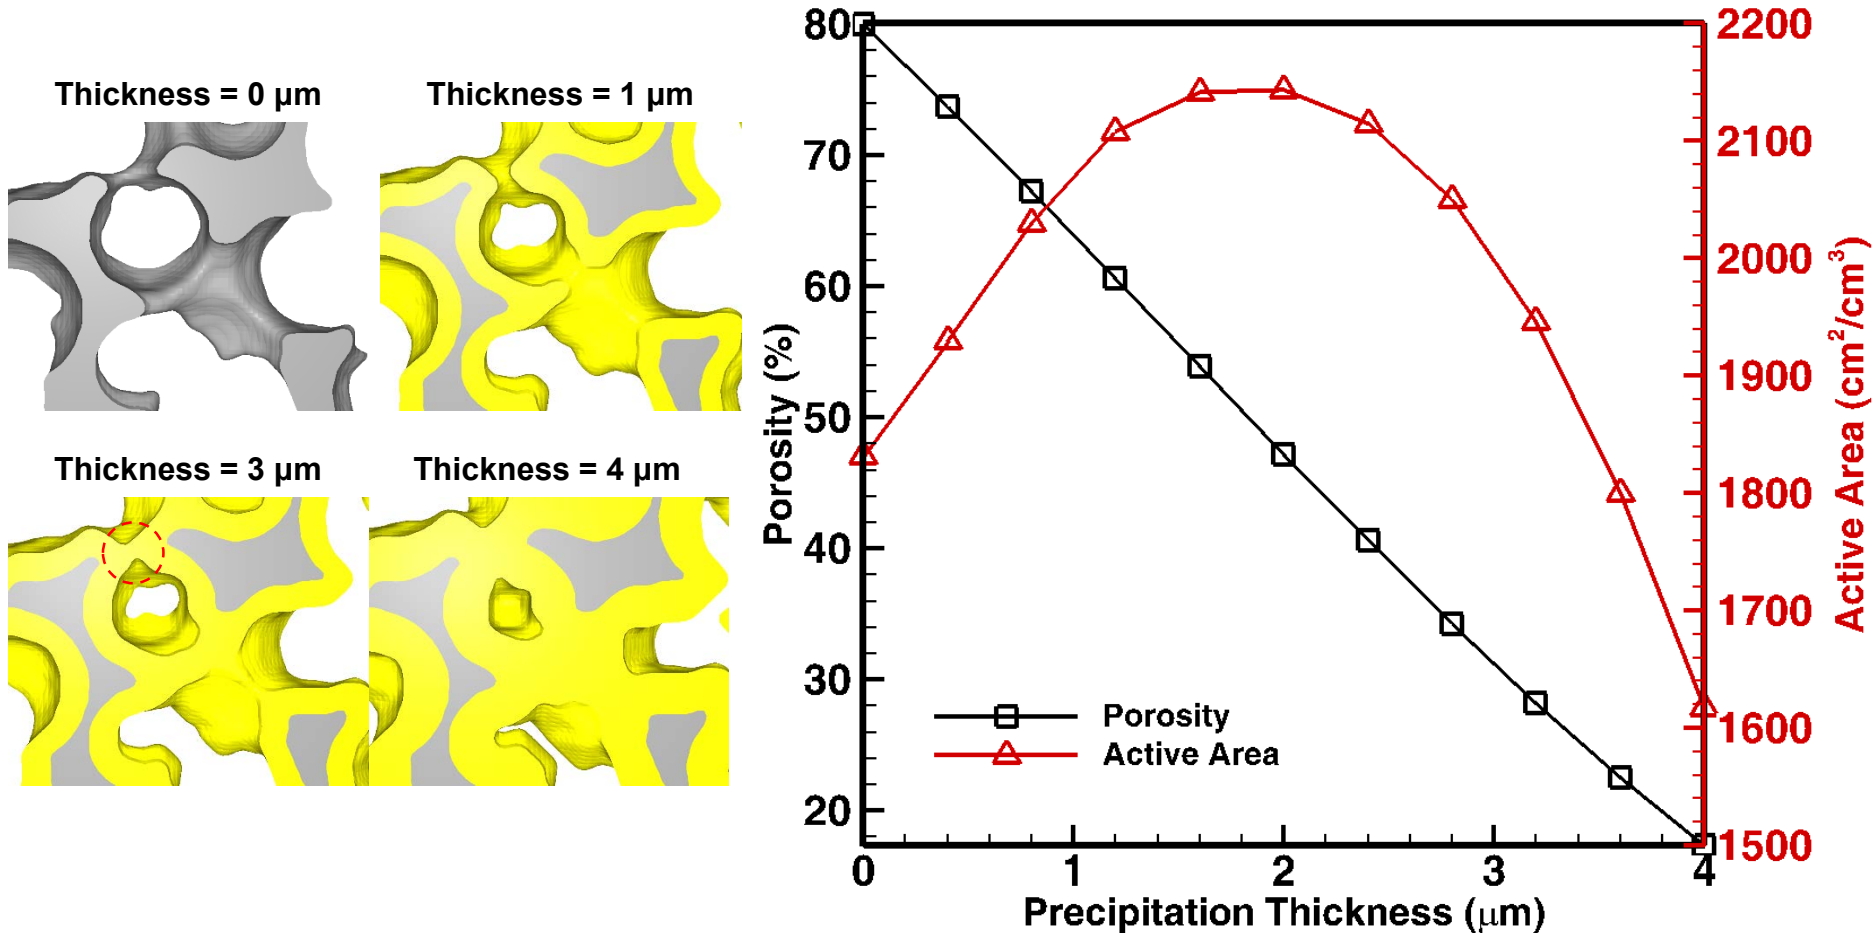 Thickness = 0 µm
Thickness = 1 µm
Thickness = 3 µm
Thickness = 4 µm
80
70
60
50
40
30
20
Porosity (%)
2200
2100
2000
1900
1800
1700
1600
1500
Active Area (cm²/cm³)
Porosity
Active Area
0 1 2 3 4
Precipitation Thickness (µm)